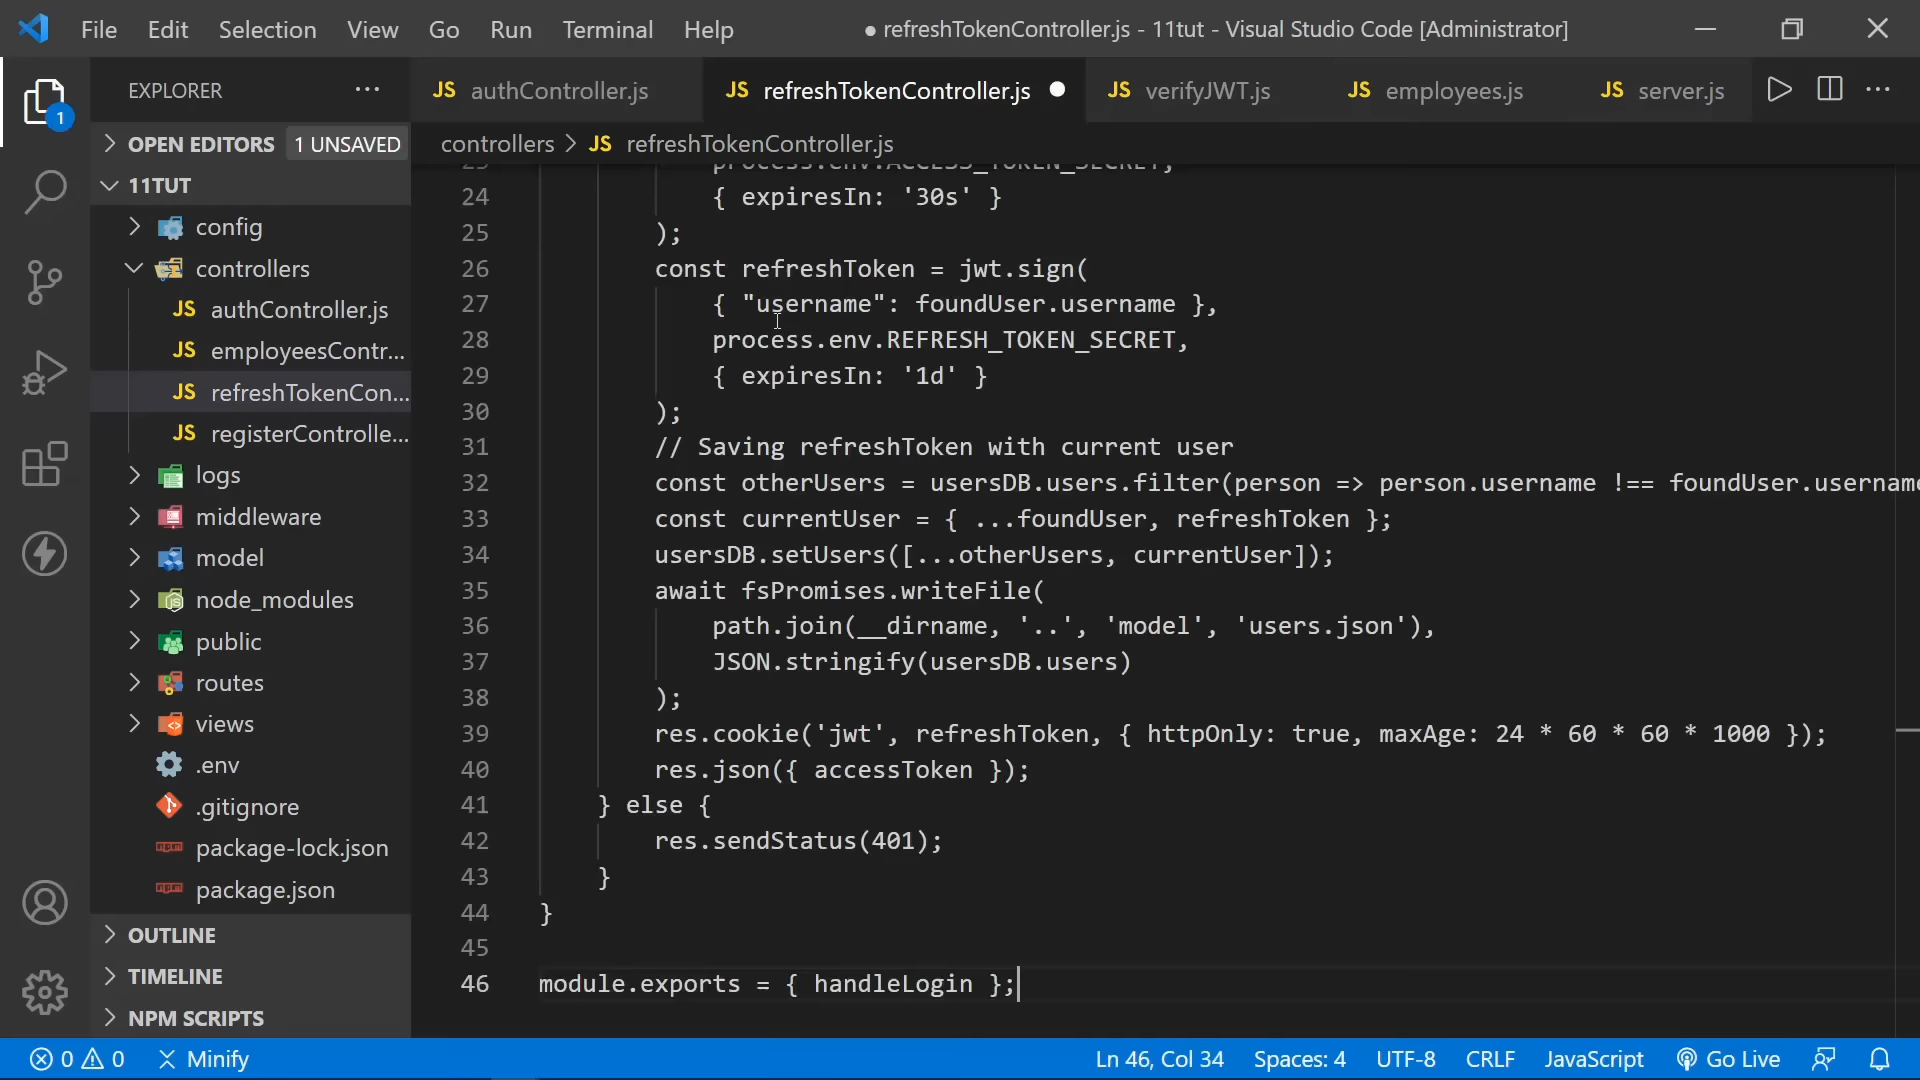 File Edit Selection View Go Run Terminal Help
● refreshTokenController.js - 11tut - Visual Studio Code [Administrator]
1
EXPLORER ...
OPEN EDITORS 1 UNSAVED
11TUT
config
controllers
JS authController.js
JS employeesContr...
JS refreshTokenCon...
JS registerControlle...
logs
middleware
model
node_modules
public
routes
views
.env
.gitignore
package-lock.json
package.json
OUTLINE
TIMELINE
NPM SCRIPTS
JS authController.js
JS refreshTokenController.js
JS verifyJWT.js
JS employees.js
JS server.js
controllers > JS refreshTokenController.js
23 process.env.ACCESS_TOKEN_SECRET,
24 { expiresIn: '30s' }
25 );
26 const refreshToken = jwt.sign(
27 { "username": foundUser.username },
28 process.env.REFRESH_TOKEN_SECRET,
29 { expiresIn: '1d' }
30 );
31 // Saving refreshToken with current user
32 const otherUsers = usersDB.users.filter(person => person.username !== foundUser.username
33 const currentUser = { ...foundUser, refreshToken };
34 usersDB.setUsers([...otherUsers, currentUser]);
35 await fsPromises.writeFile(
36 path.join(__dirname, '..', 'model', 'users.json'),
37 JSON.stringify(usersDB.users)
38 );
39 res.cookie('jwt', refreshToken, { httpOnly: true, maxAge: 24 * 60 * 60 * 1000 });
40 res.json({ accessToken });
41 } else {
42 res.sendStatus(401);
43 }
44 }
45
46 module.exports = { handleLogin };
0 0 Minify
Ln 46, Col 34 Spaces: 4 UTF-8 CRLF JavaScript Go Live